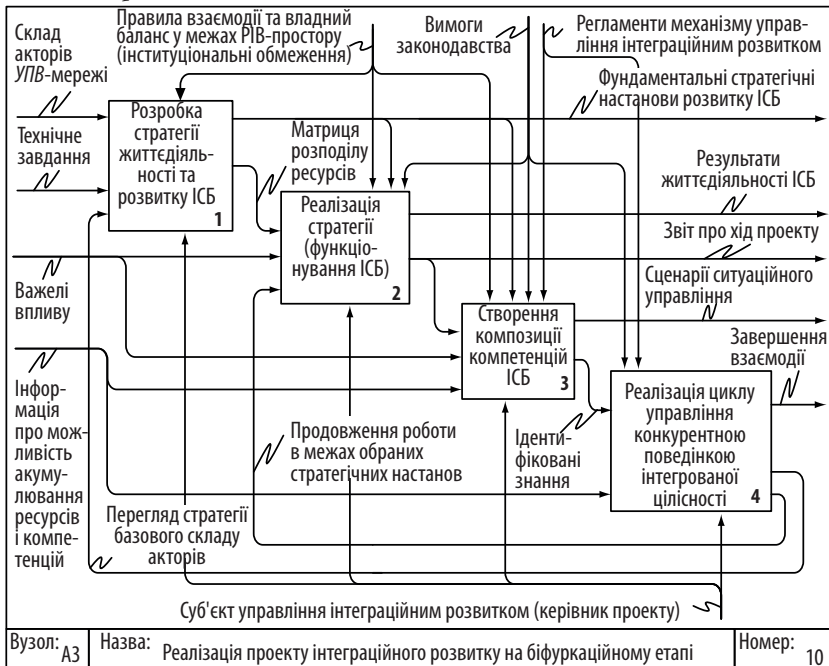 Правила взаємодії та владний
баланс у межах РІВ-простору
(інституціональні обмеження)
Вимоги
законодавства
Регламенти механізму управ-
ління інтеграційним розвитком
Склад
акторів
УПВ-мережі
Фундаментальні стратегічні
настанови розвитку ІСБ
Технічне
завдання
Розробка
стратегії
життєдіяль-
ності та
розвитку ІСБ
1
Матриця
розподілу
ресурсів
Результати
життєдіяльності ІСБ
Реалізація
стратегії
(функціо-
нування ІСБ)
2
Звіт про хід проекту
Сценарії ситуаційного
управління
Важелі
впливу
Створення
композиції
компетенцій
ІСБ
3
Завершення
взаємодії
Інфор-
мація
про мож-
ливість
акуму-
лювання
ресурсів
і компе-
тенцій
Продовження роботи
в межах обраних
стратегічних настанов
Іденти-
фіковані
знання
Реалізація циклу
управління
конкурентною
поведінкою
інтегрованої
цілісності
4
Перегляд стратегії
базового складу
акторів
Суб'єкт управління інтеграційним розвитком (керівник проекту)
Вузол: А3
Назва: Реалізація проекту інтеграційного розвитку на біфуркаційному етапі
Номер: 10